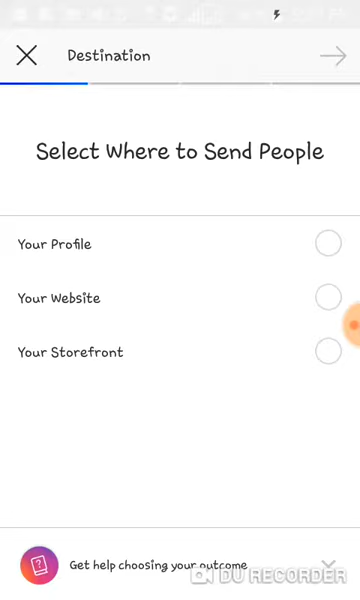 Destination
Select Where to Send People
Your Profile
Your Website
Your Storefront
Get help choosing your outcome
DU RECORDER